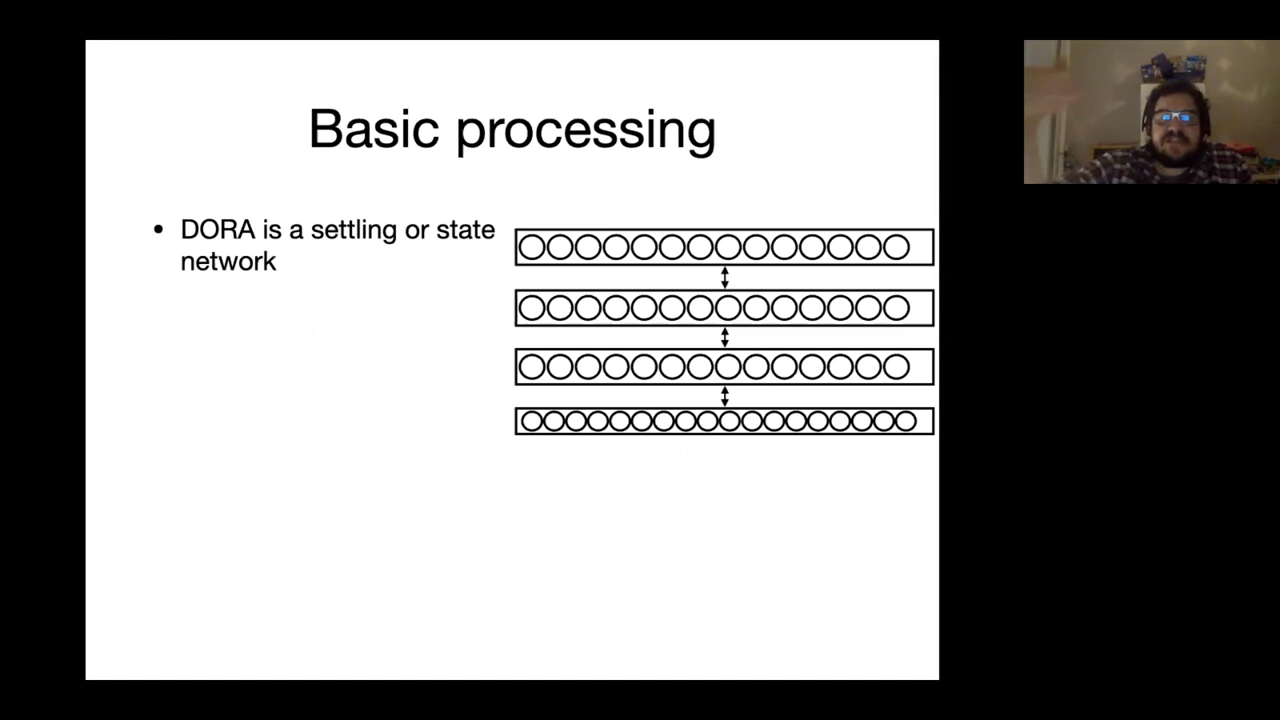 Basic processing
• DORA is a settling or state
network